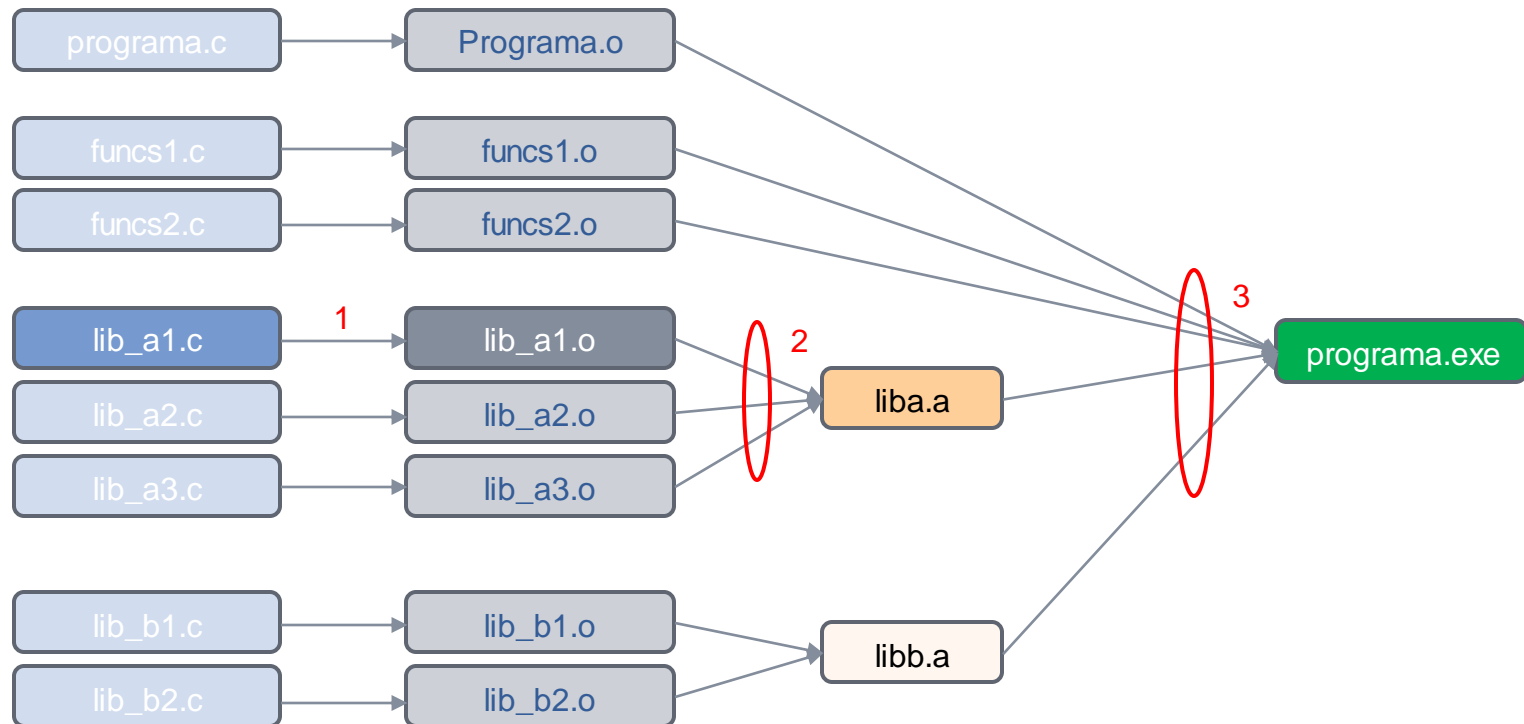 programa.c
Programa.o
funcs1.c
funcs1.o
funcs2.c
funcs2.o
3
1
2
lib_a1.c
lib_a1.o
programa.exe
lib_a2.c
lib_a2.o
liba.a
lib_a3.c
lib_a3.o
lib_b1.c
lib_b1.o
libb.a
lib_b2.c
lib_b2.o